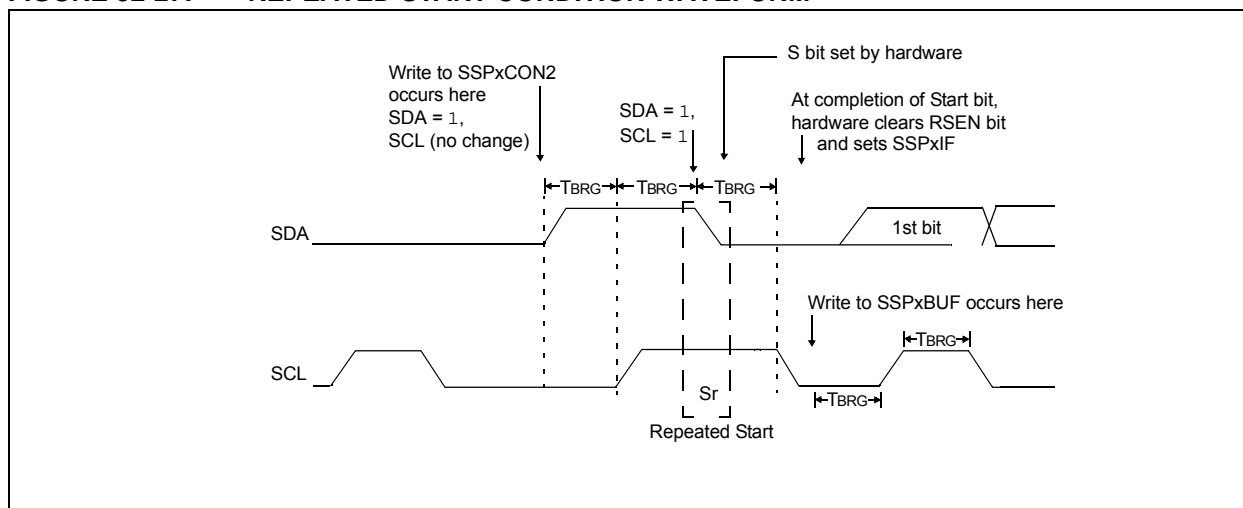 S bit set by hardware
Write to SSPxCON2
occurs here
SDA = 1,
SCL (no change)
SDA = 1,
SCL = 1
At completion of Start bit,
hardware clears RSEN bit
and sets SSPxIF
TBRG TBRG TBRG
SDA
1st bit
Write to SSPxBUF occurs here
TBRG
SCL
Sr
TBRG
Repeated Start